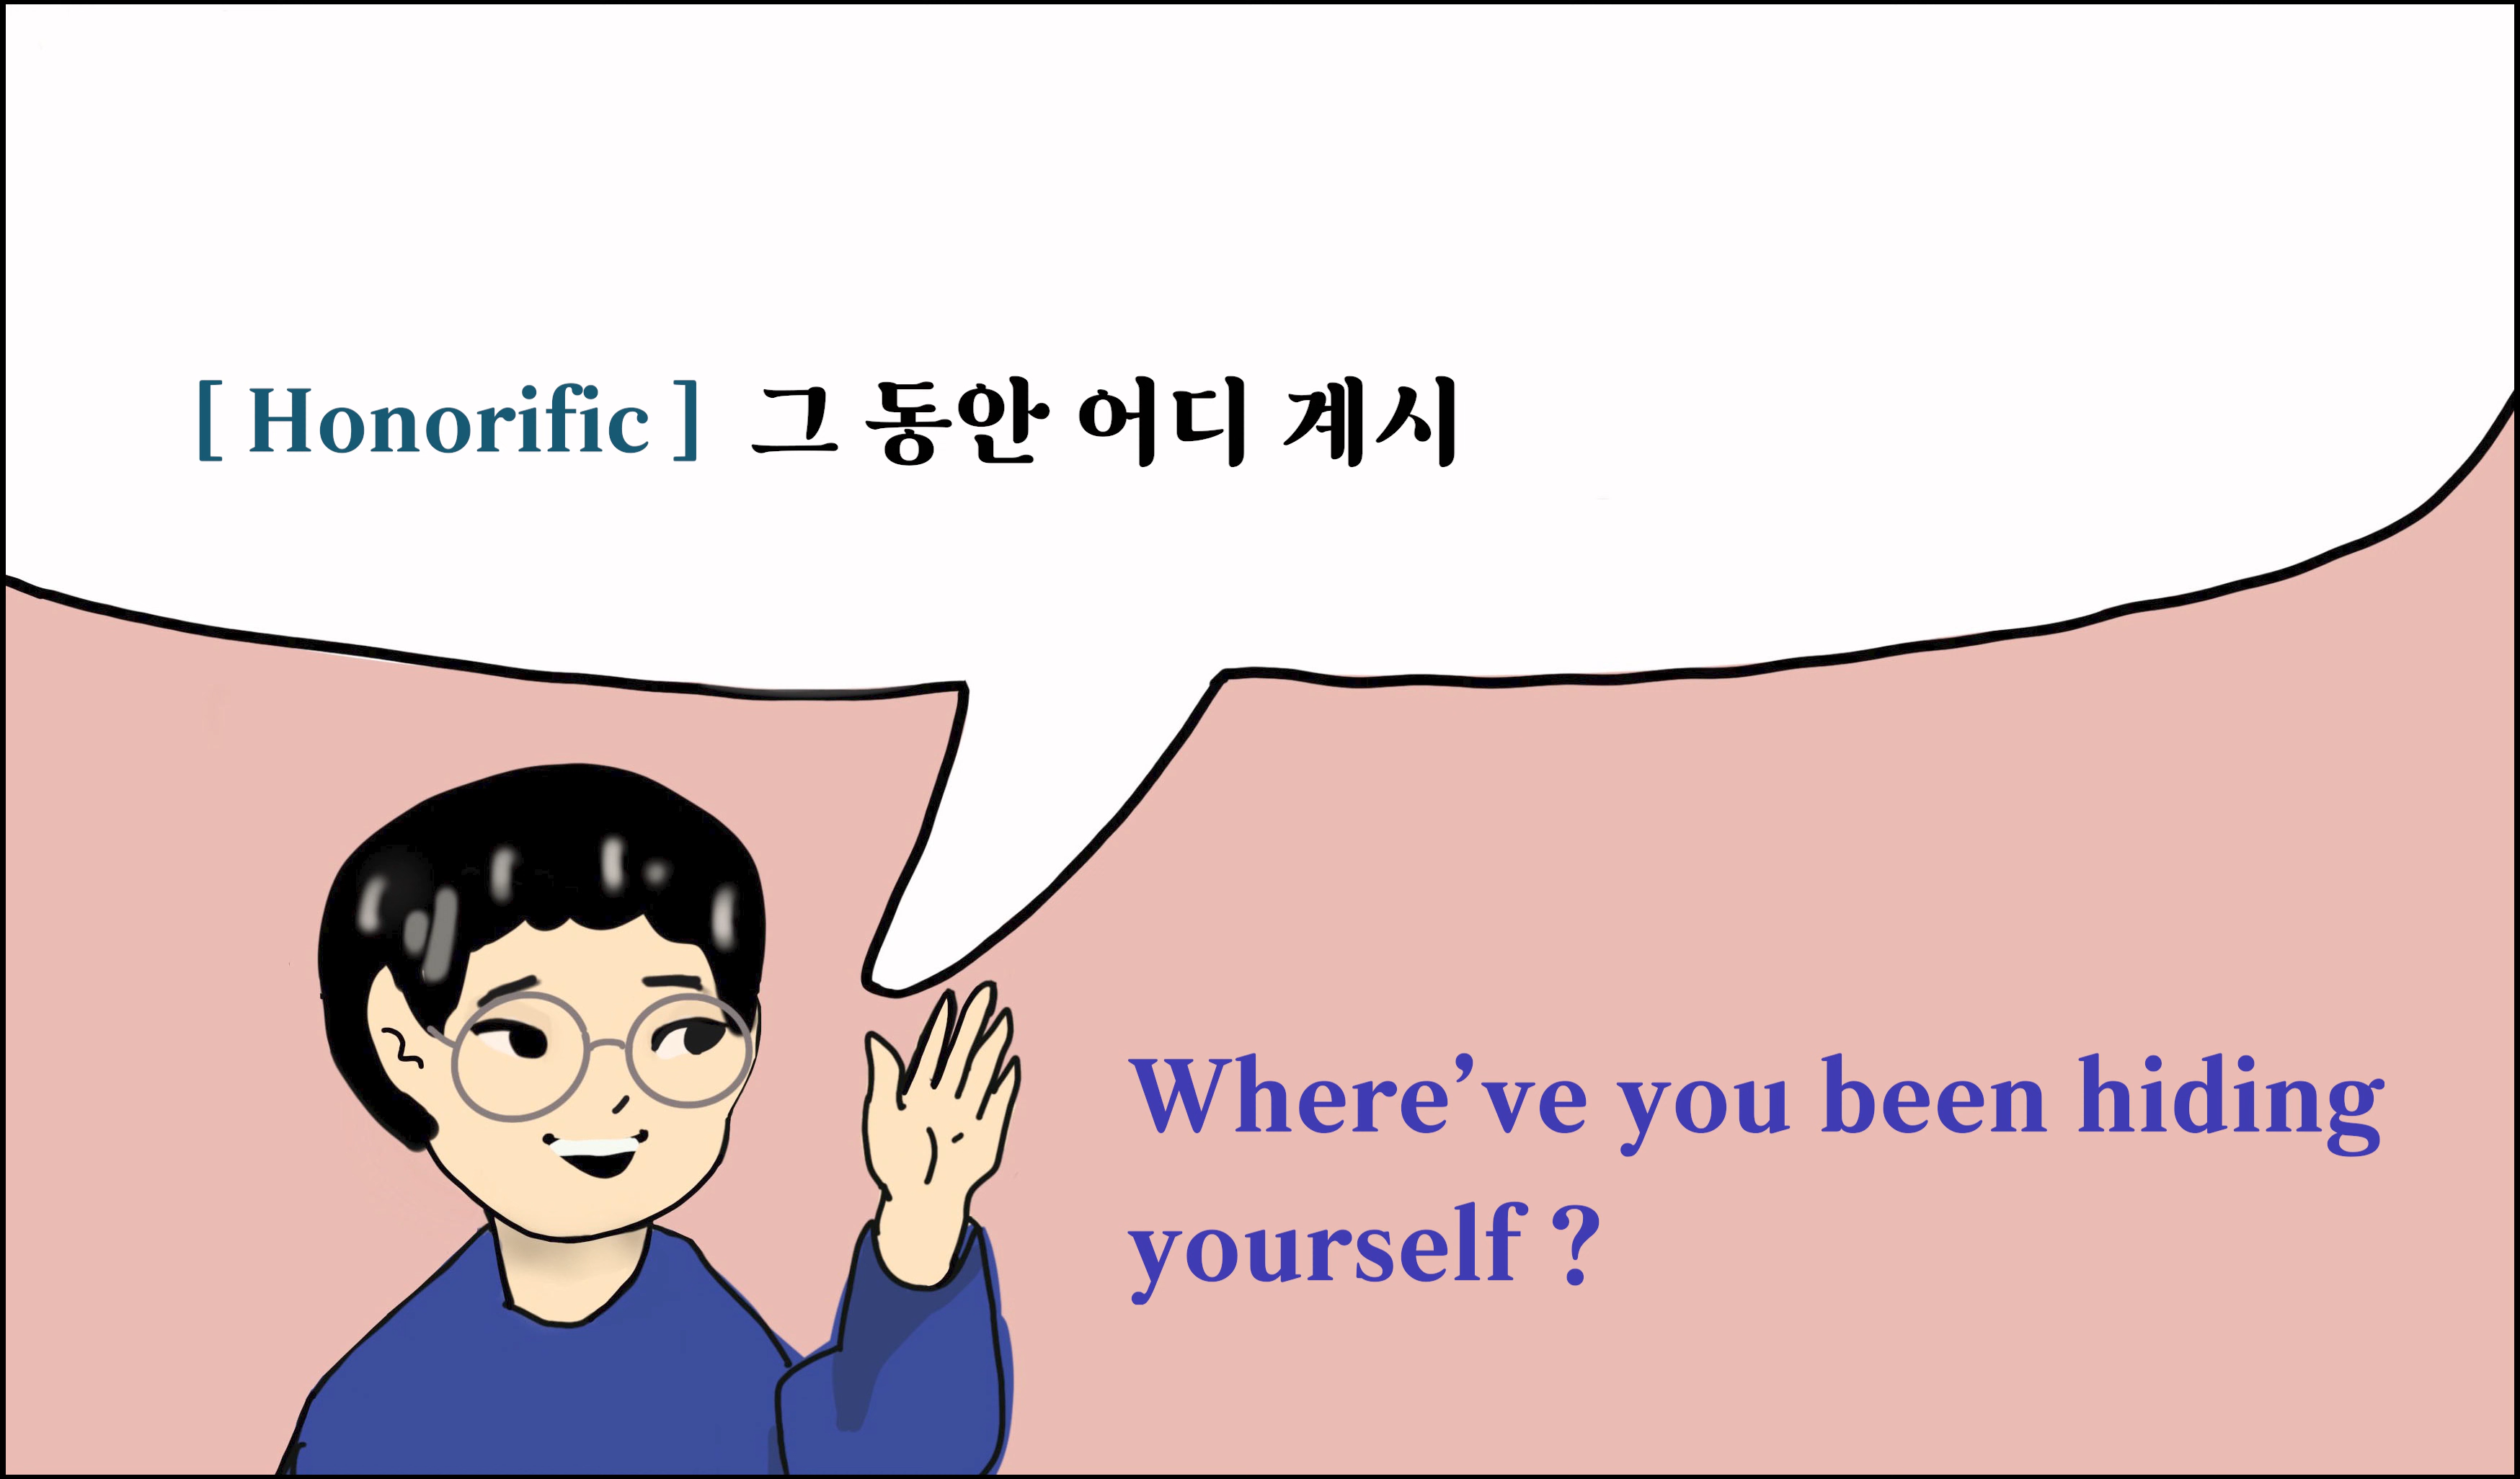 [ Honorific ] 그 동안 어디 계시
Where’ve you been hiding
yourself ?